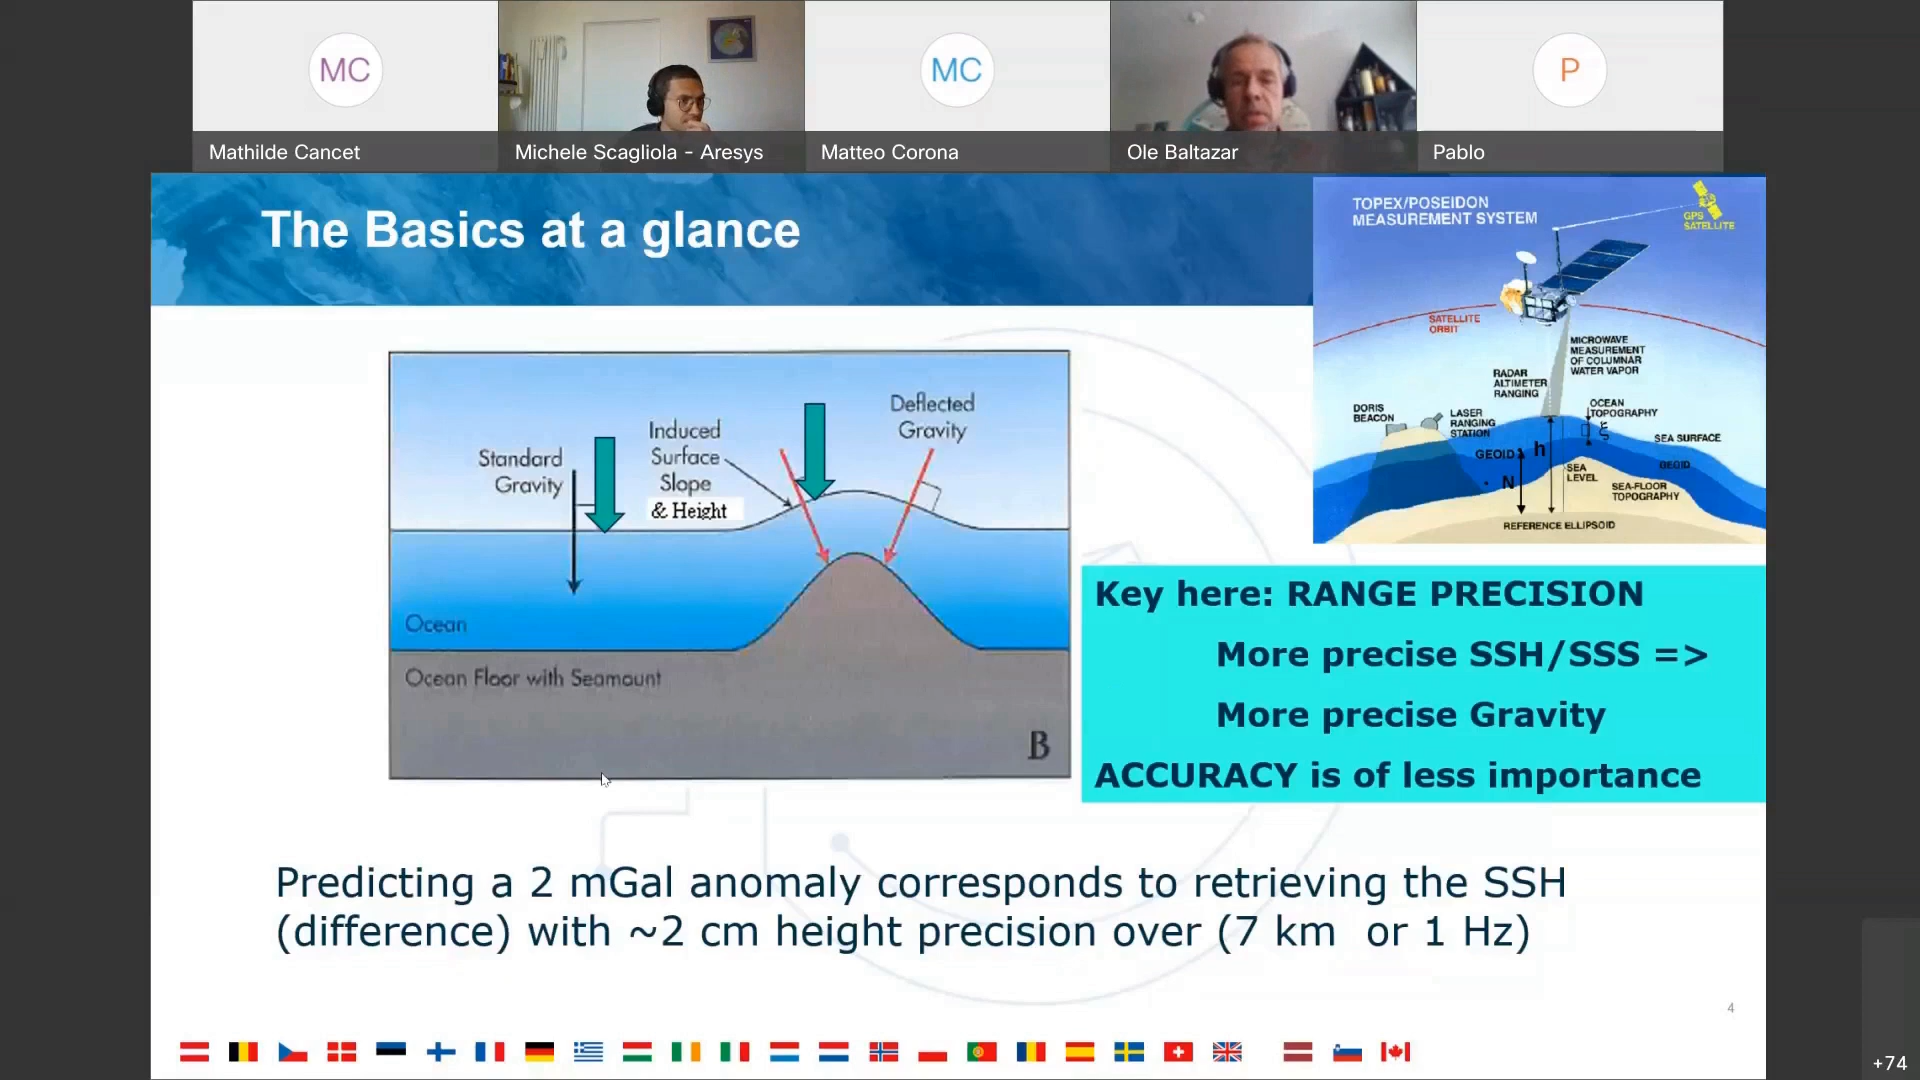 MC
MC
P
Mathilde Cancet
Michele Scagliola - Aresys
Matteo Corona
Ole Baltazar
Pablo
The Basics at a glance
TOPEX/POSEIDON
MEASUREMENT SYSTEM
GPS
SATELLITE
SATELLITE
ORBIT
MICROWAVE
MEASUREMENT
OF COLUMNAR
WATER VAPOR
RADAR
ALTIMETER
RANGING
DORIS
BEACON
LASER
RANGING
STATION
OCEAN
TOPOGRAPHY
ξ
SEA SURFACE
GEOID
h
GEOID
SEA
LEVEL
N
SEA-FLOOR
TOPOGRAPHY
REFERENCE ELLIPSOID
Standard
Gravity
Induced
Surface
Slope
& Height
Deflected
Gravity
Ocean
Ocean Floor with Seamount
B
Key here: RANGE PRECISION
More precise SSH/SSS =>
More precise Gravity
ACCURACY is of less importance
Predicting a 2 mGal anomaly corresponds to retrieving the SSH
(difference) with ~2 cm height precision over (7 km or 1 Hz)
4
+74